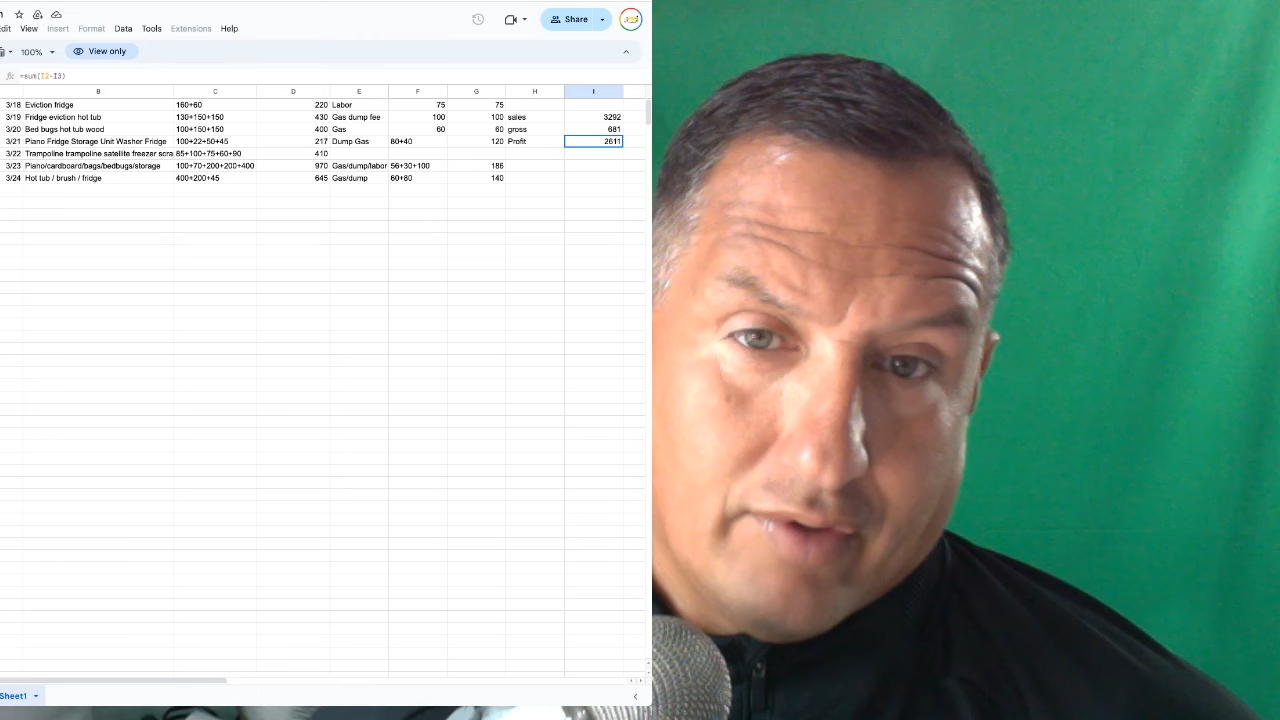 Edit View Insert Format Data Tools Extensions Help Share
100% View only
fx =sum(I2-I3)
B C D E F G H I
3/18 Eviction fridge 160+60 220 Labor 75 75
3/19 Fridge eviction hot tub 130+150+150 430 Gas dump fee 100 100 sales 3292
3/20 Bed bugs hot tub wood 100+150+150 400 Gas 60 60 gross 681
3/21 Piano Fridge Storage Unit Washer Fridge 100+22+50+45 217 Dump Gas 80+40 120 Profit 2611
3/22 Trampoline trampoline satellite freezer scra 85+100+75+60+90 410
3/23 Piano/cardboard/bags/bedbugs/storage 100+70+200+200+400 970 Gas/dump/labor 56+30+100 186
3/24 Hot tub / brush / fridge 400+200+45 645 Gas/dump 60+80 140
Sheet1